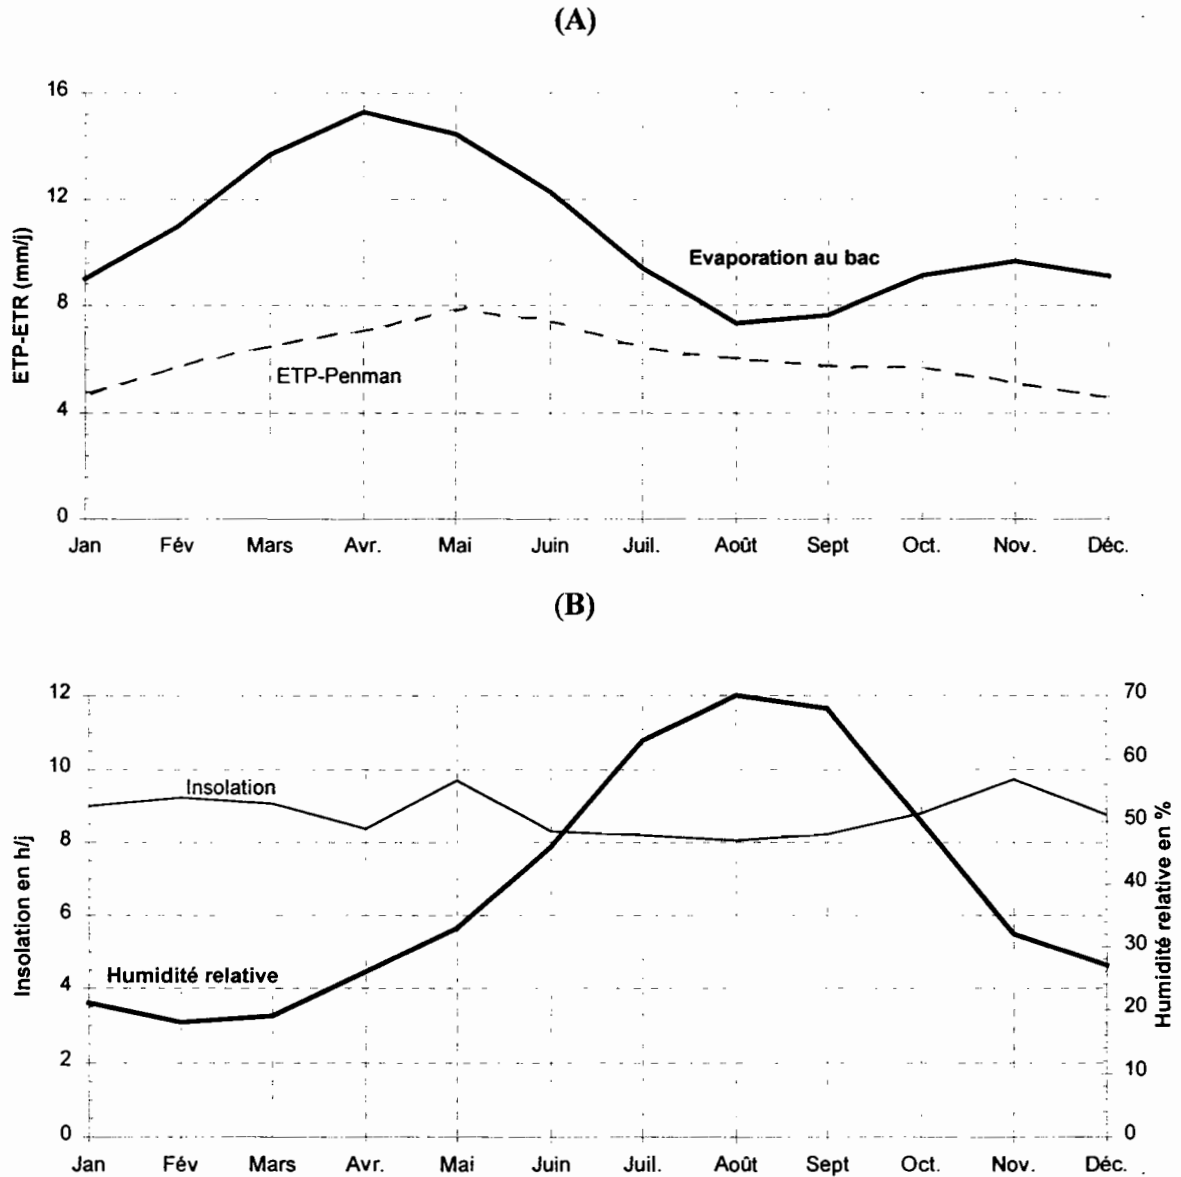 (A)
16
12
8
4
0
ETP-ETR (mm/j)
Evaporation au bac
ETP-Penman
Jan Fév Mars Avr. Mai Juin Juil. Août Sept Oct. Nov. Déc.
(B)
12
10
8
6
4
2
0
Insolation en h/j
Insolation
Humidité relative
70
60
50
40
30
20
10
0
Humidité relative en %
Jan Fév Mars Avr. Mai Juin Juil. Août Sept Oct. Nov. Déc.